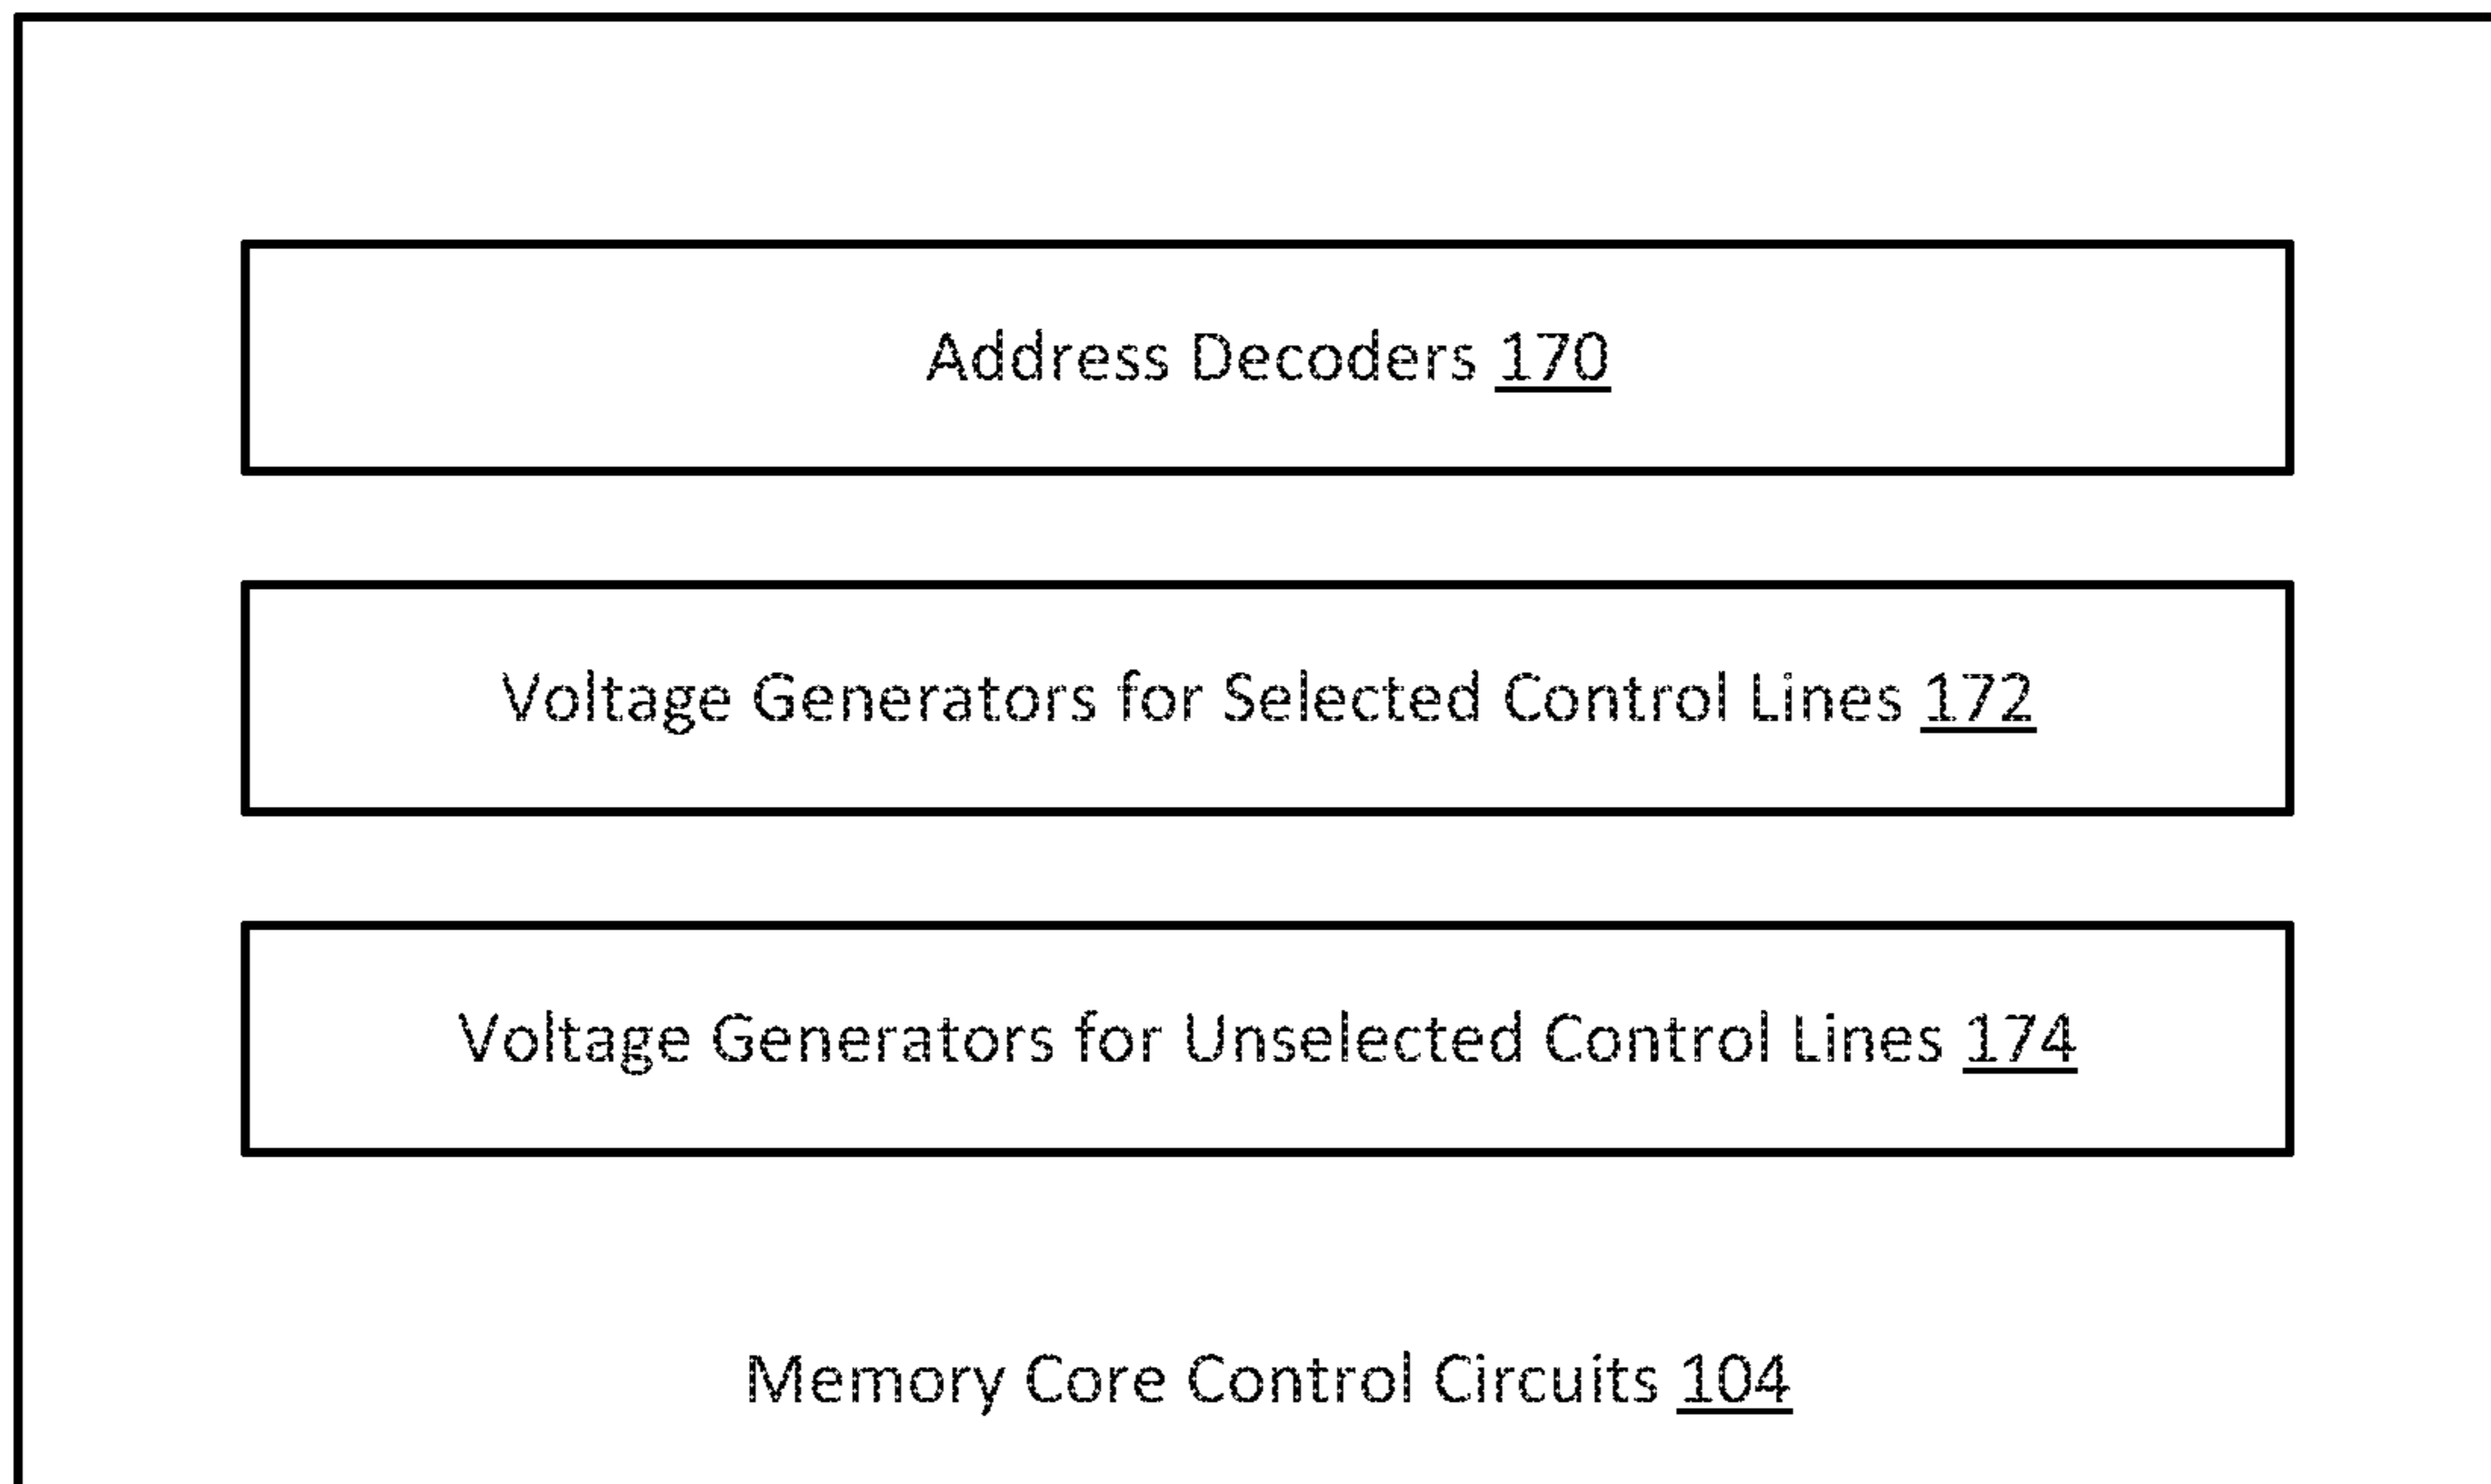 Address Decoders 170
Voltage Generators for Selected Control Lines 172
Voltage Generators for Unselected Control Lines 174
Memory Core Control Circuits 104